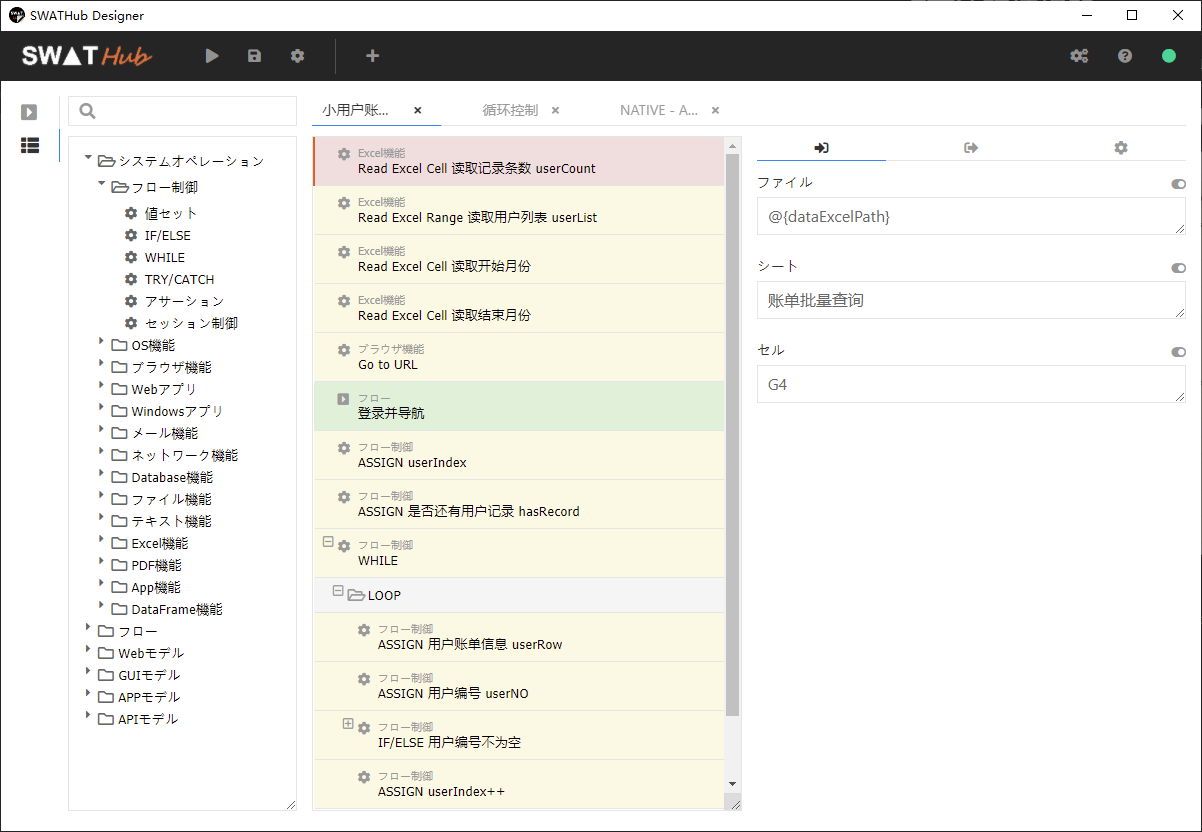 SWATHub Designer
SWATHub
小用户账...
循环控制
NATIVE - A...
システムオペレーション
フロー制御
値セット
IF/ELSE
WHILE
TRY/CATCH
アサーション
セッション制御
OS機能
ブラウザ機能
Webアプリ
Windowsアプリ
メール機能
ネットワーク機能
Database機能
ファイル機能
テキスト機能
Excel機能
PDF機能
App機能
DataFrame機能
フロー
Webモデル
GUIモデル
APPモデル
APIモデル
Excel機能
Read Excel Cell 读取记录条数 userCount
Excel機能
Read Excel Range 读取用户列表 userList
Excel機能
Read Excel Cell 读取开始月份
Excel機能
Read Excel Cell 读取结束月份
ブラウザ機能
Go to URL
フロー
登录并导航
フロー制御
ASSIGN userIndex
フロー制御
ASSIGN 是否还有用户记录 hasRecord
フロー制御
WHILE
LOOP
フロー制御
ASSIGN 用户账单信息 userRow
フロー制御
ASSIGN 用户编号 userNO
フロー制御
IF/ELSE 用户编号不为空
フロー制御
ASSIGN userIndex++
ファイル
@{dataExcelPath}
シート
账单批量查询
セル
G4